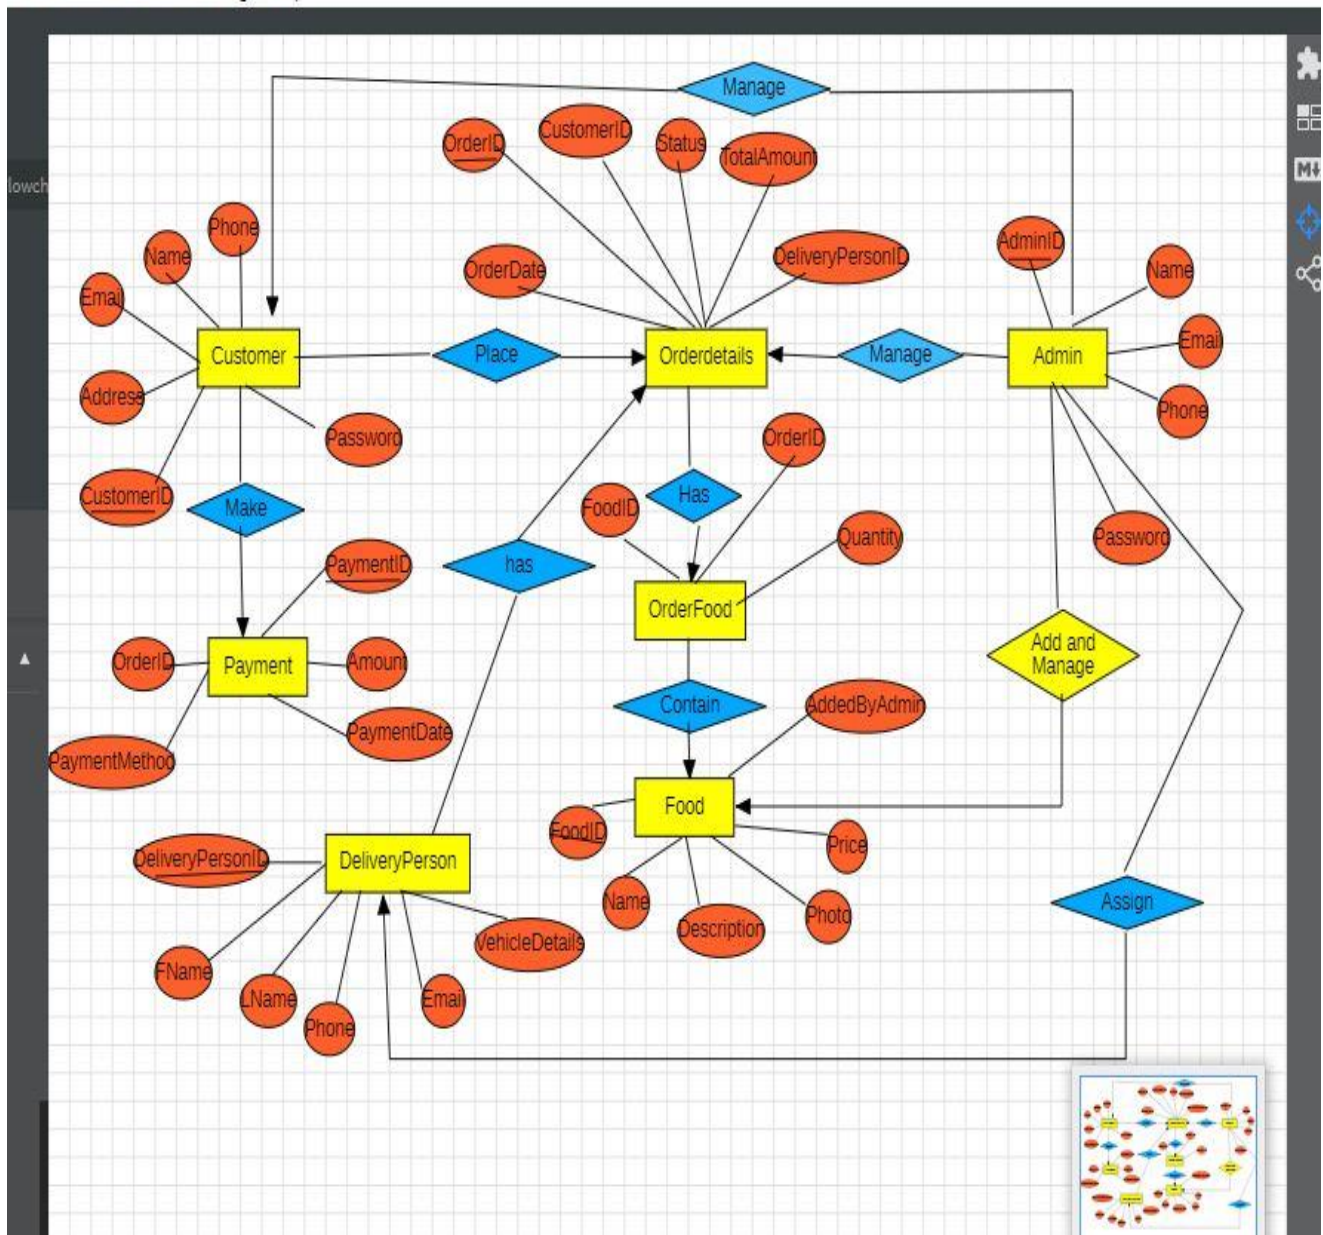 Manage
OrderID
CustomerID
Status
TotalAmount
OrderDate
DeliveryPersonID
Phone
Name
Email
Address
CustomerID
Password
Customer
Place
Orderdetails
Manage
Admin
AdminID
Name
Email
Phone
Password
lowch
M
Make
PaymentID
OrderID
Payment
Amount
PaymentDate
PaymentMethod
has
Has
OrderID
FoodID
Quantity
OrderFood
Contain
AddedByAdmin
Add and
Manage
Food
FoodID
Name
Description
Photo
Price
DeliveryPersonID
DeliveryPerson
FName
LName
Phone
Email
VehicleDetails
Assign